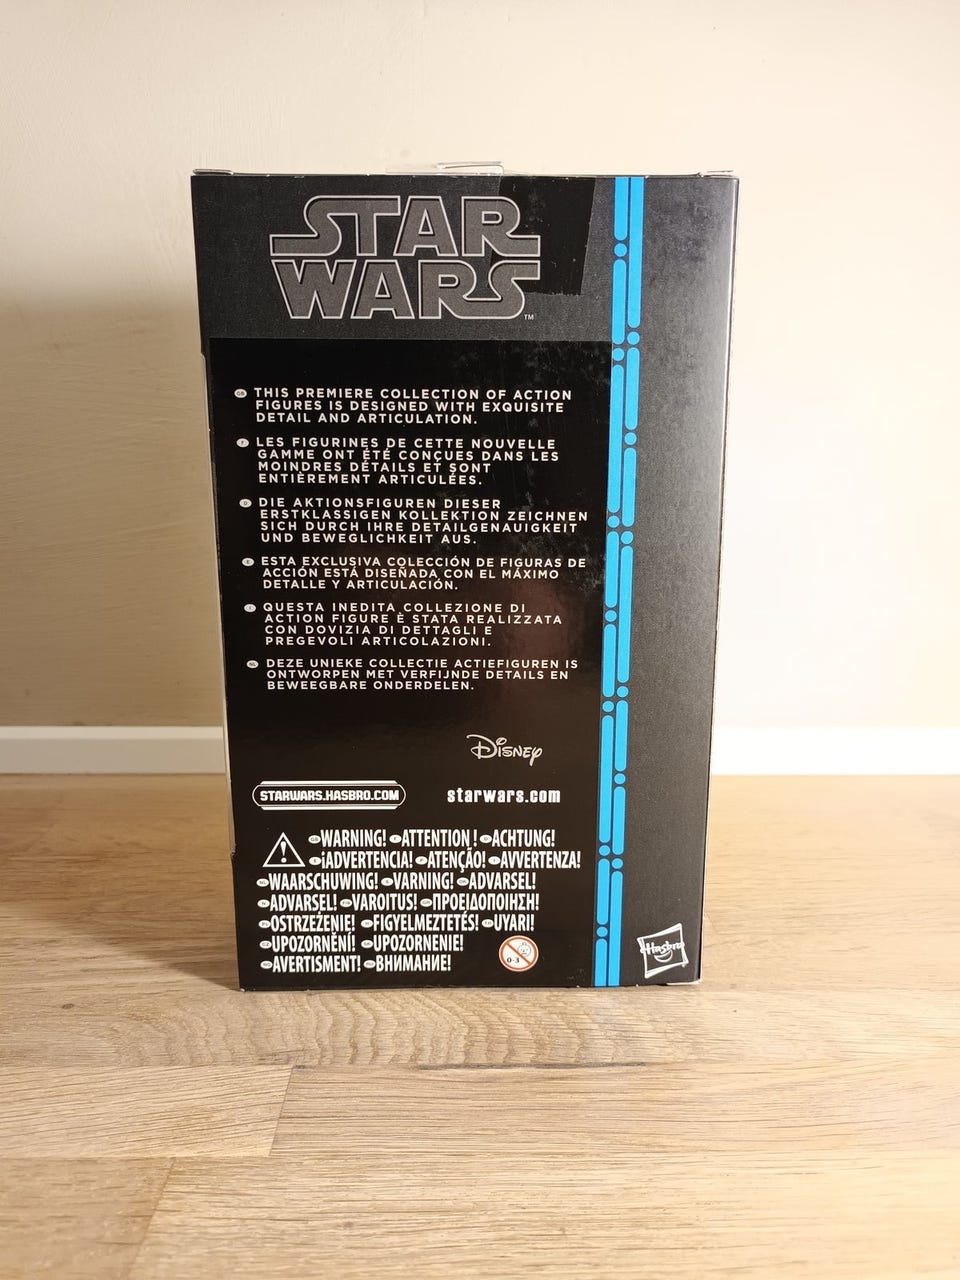 STAR
WARS
™
GB THIS PREMIERE COLLECTION OF ACTION
FIGURES IS DESIGNED WITH EXQUISITE
DETAIL AND ARTICULATION.
F LES FIGURINES DE CETTE NOUVELLE
GAMME ONT ÉTÉ CONÇUES DANS LES
MOINDRES DÉTAILS ET SONT
ENTIÈREMENT ARTICULÉES.
D DIE AKTIONSFIGUREN DIESER
ERSTKLASSIGEN KOLLEKTION ZEICHNEN
SICH DURCH IHRE DETAILGENAUIGKEIT
UND BEWEGLICHKEIT AUS.
E ESTA EXCLUSIVA COLECCIÓN DE FIGURAS DE
ACCIÓN ESTÁ DISEÑADA CON EL MÁXIMO
DETALLE Y ARTICULACIÓN.
I QUESTA INEDITA COLLEZIONE DI
ACTION FIGURE È STATA REALIZZATA
CON DOVIZIA DI DETTAGLI E
PREGEVOLI ARTICOLAZIONI.
NL DEZE UNIEKE COLLECTIE ACTIEFIGUREN IS
ONTWORPEN MET VERFIJNDE DETAILS EN
BEWEEGBARE ONDERDELEN.
Disney
STARWARS.HASBRO.COM starwars.com
WARNING! ATTENTION ! ACHTUNG!
¡ADVERTENCIA! ATENÇÃO! AVVERTENZA!
WAARSCHUWING! VARNING! ADVARSEL!
ADVARSEL! VAROITUS! ΠΡΟΕΙΔΟΠΟΙΗΣΗ!
OSTRZEŻENIE! FIGYELMEZTETÉS! UYARI!
UPOZORNĚNÍ! UPOZORNENIE!
AVERTISMENT! ВНИМАНИЕ!
0-3
Hasbro